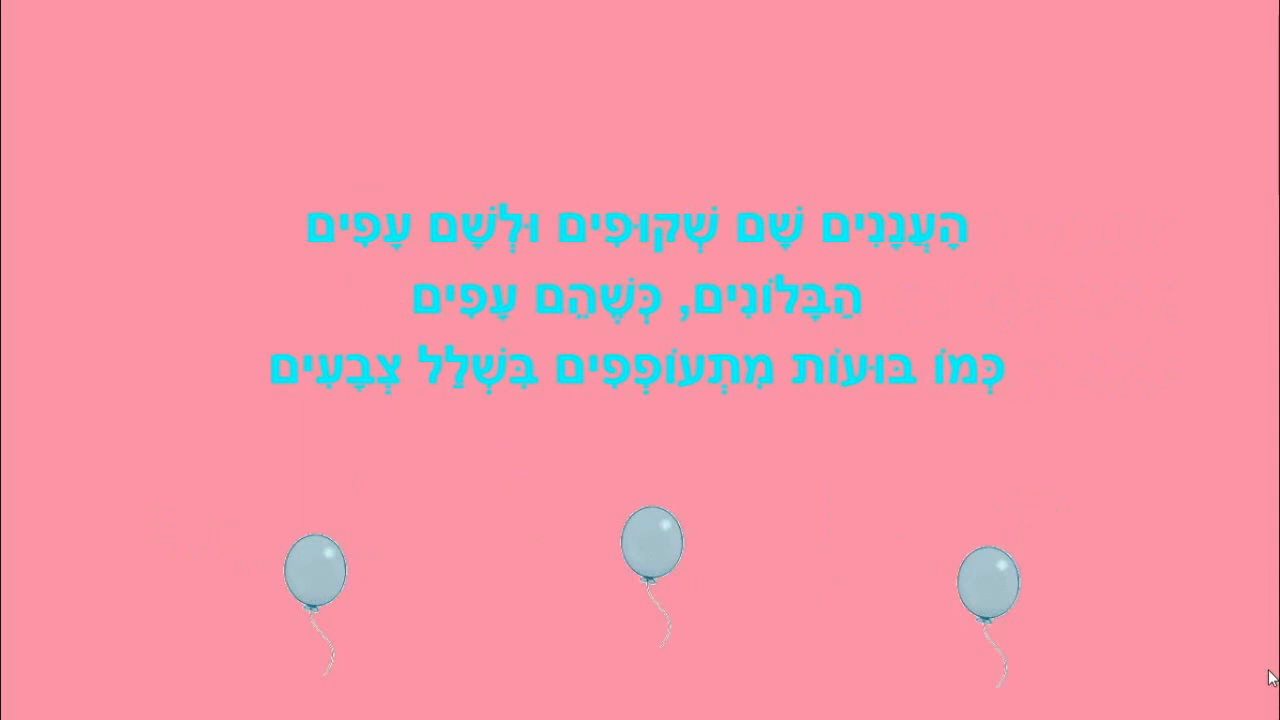 הָעֲנָנִים שָׁם שְׁקוּפִים וּלְשָׁם עָפִים
הַבָּלוֹנִים, כְּשֶׁהֵם עָפִים
כְּמוֹ בּוּעוֹת מִתְעוֹפְפִים בִּשְׁלַל צְבָעִים